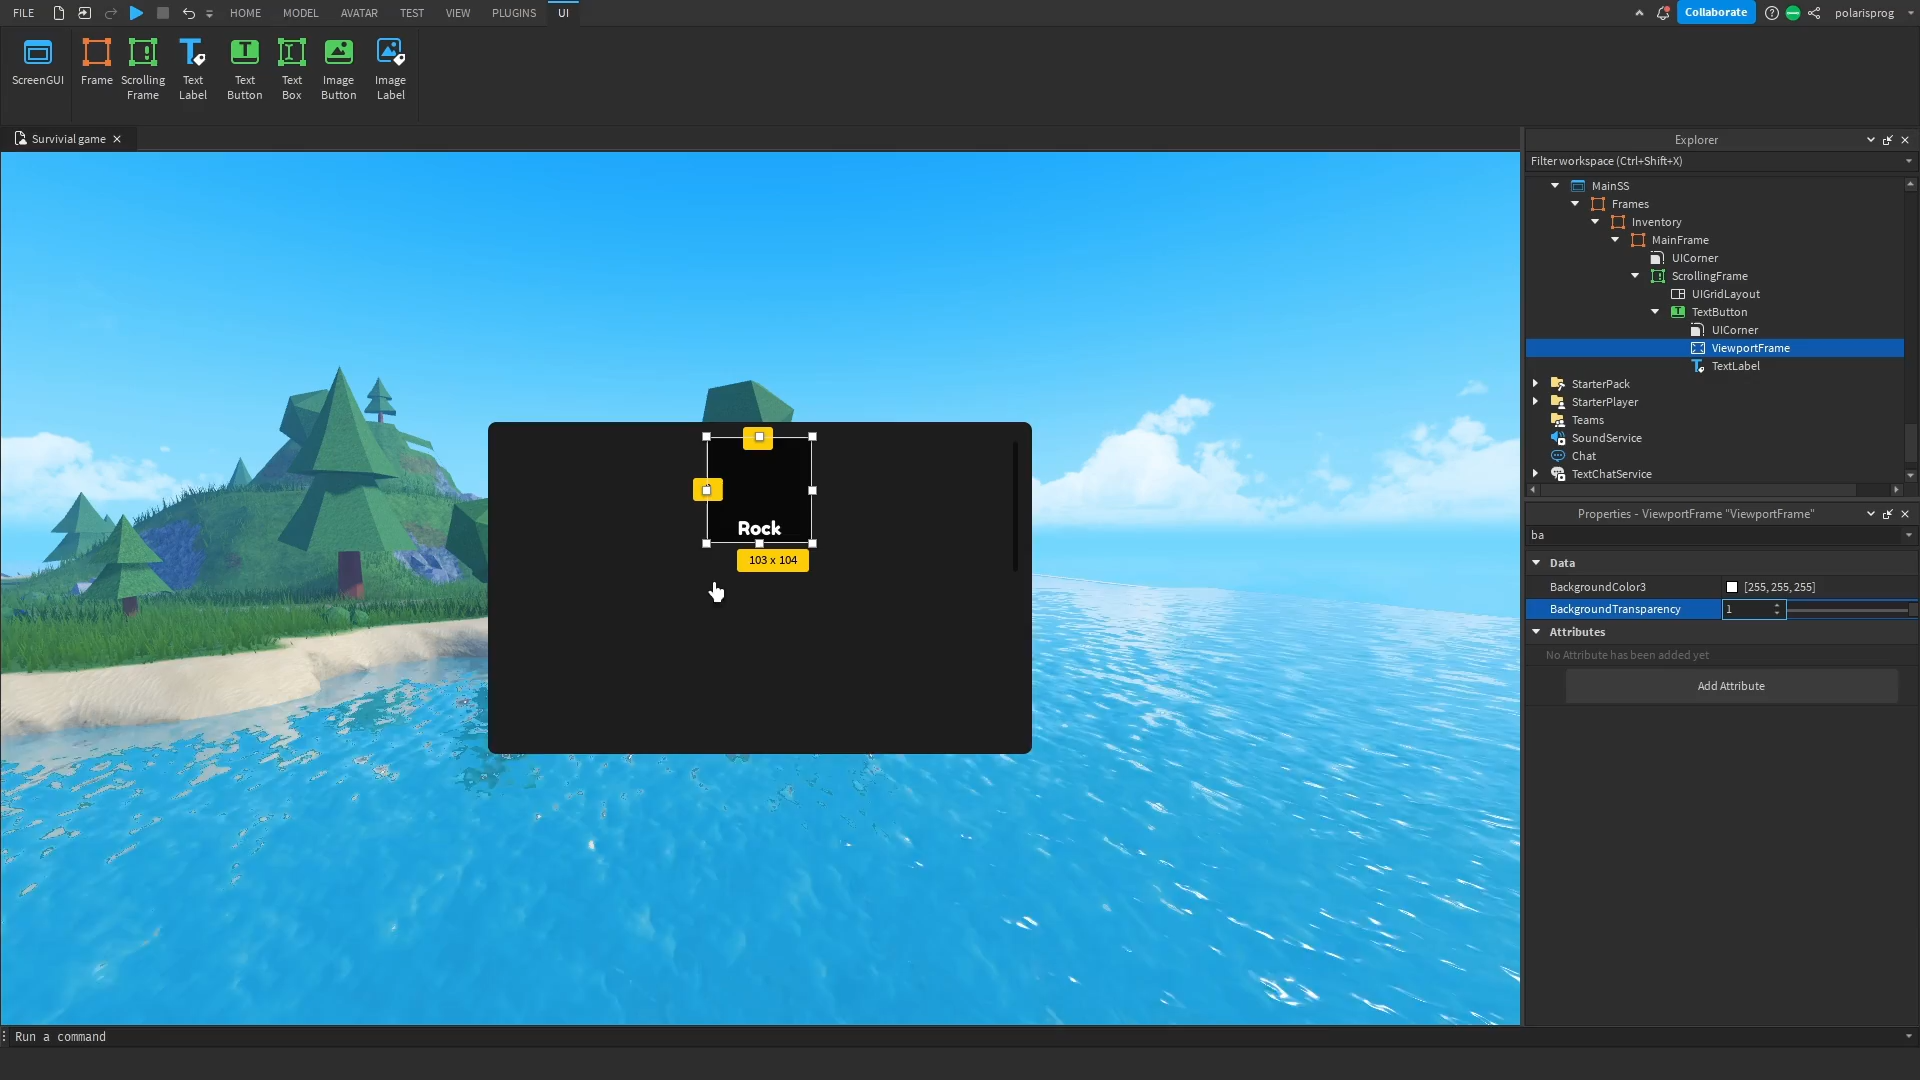 FILE
HOME
MODEL
AVATAR
TEST
VIEW
PLUGINS
UI
Collaborate
polarisprog
ScreenGUI
Frame
Scrolling
Frame
Text
Label
Text
Button
Text
Box
Image
Button
Image
Label
Survivial game
Explorer
Filter workspace (Ctrl+Shift+X)
MainSS
Frames
Inventory
MainFrame
UICorner
ScrollingFrame
UIGridLayout
TextButton
UICorner
ViewportFrame
TextLabel
StarterPack
StarterPlayer
Teams
SoundService
Chat
TextChatService
Rock
103 x 104
Properties - ViewportFrame "ViewportFrame"
ba
Data
BackgroundColor3
[255, 255, 255]
BackgroundTransparency
1
Attributes
No Attribute has been added yet
Add Attribute
Run a command